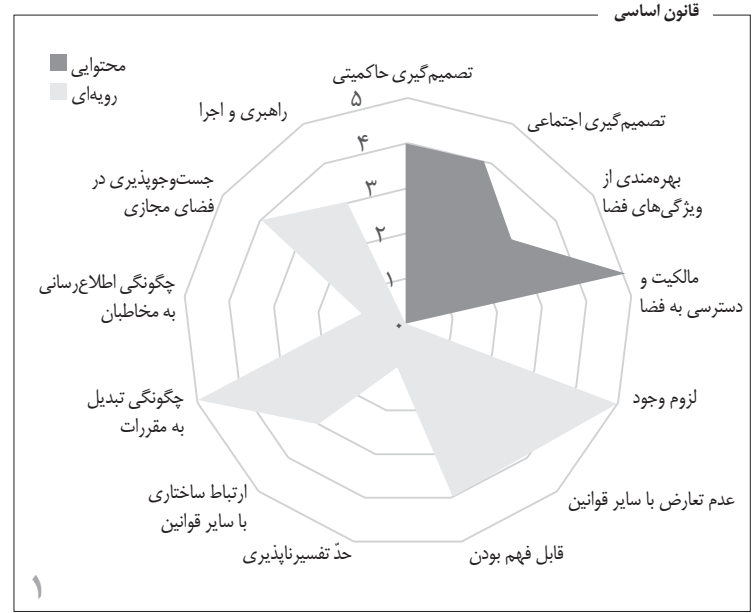 قانون اساسی
محتوایی
رویه‌ای
تصمیم‌گیری حاکمیتی
تصمیم‌گیری اجتماعی
بهره‌مندی از
ویژگی‌های فضا
مالکیت و
دسترسی به فضا
لزوم وجود
عدم تعارض با سایر قوانین
قابل فهم بودن
حدّ تفسیرناپذیری
ارتباط ساختاری
با سایر قوانین
چگونگی تبدیل
به مقررات
چگونگی اطلاع‌رسانی
به مخاطبان
جست‌وجوپذیری در
فضای مجازی
راهبری و اجرا
۵
۴
۳
۲
۱
۰
۱